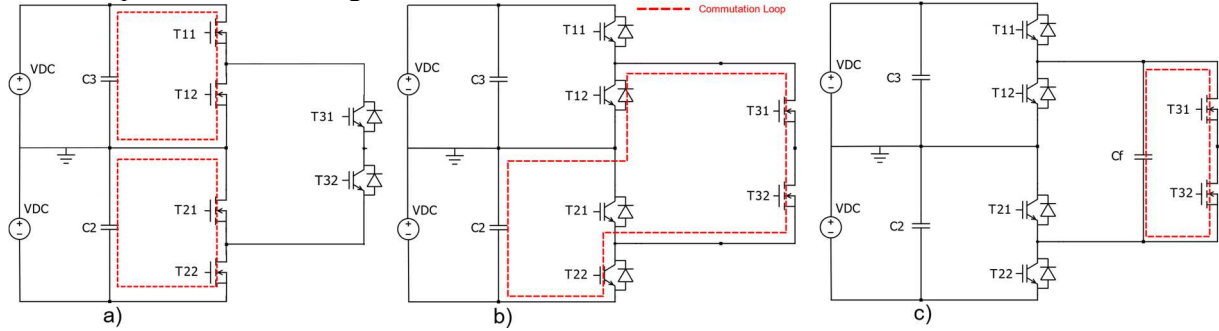 Commutation Loop
T11
VDC
C3
T12
T31
T32
VDC
C2
T21
T22
a)
T11
VDC
C3
T12
T31
T32
VDC
C2
T21
T22
b)
T11
VDC
C3
T12
T31
Cf
T32
VDC
C2
T21
T22
c)